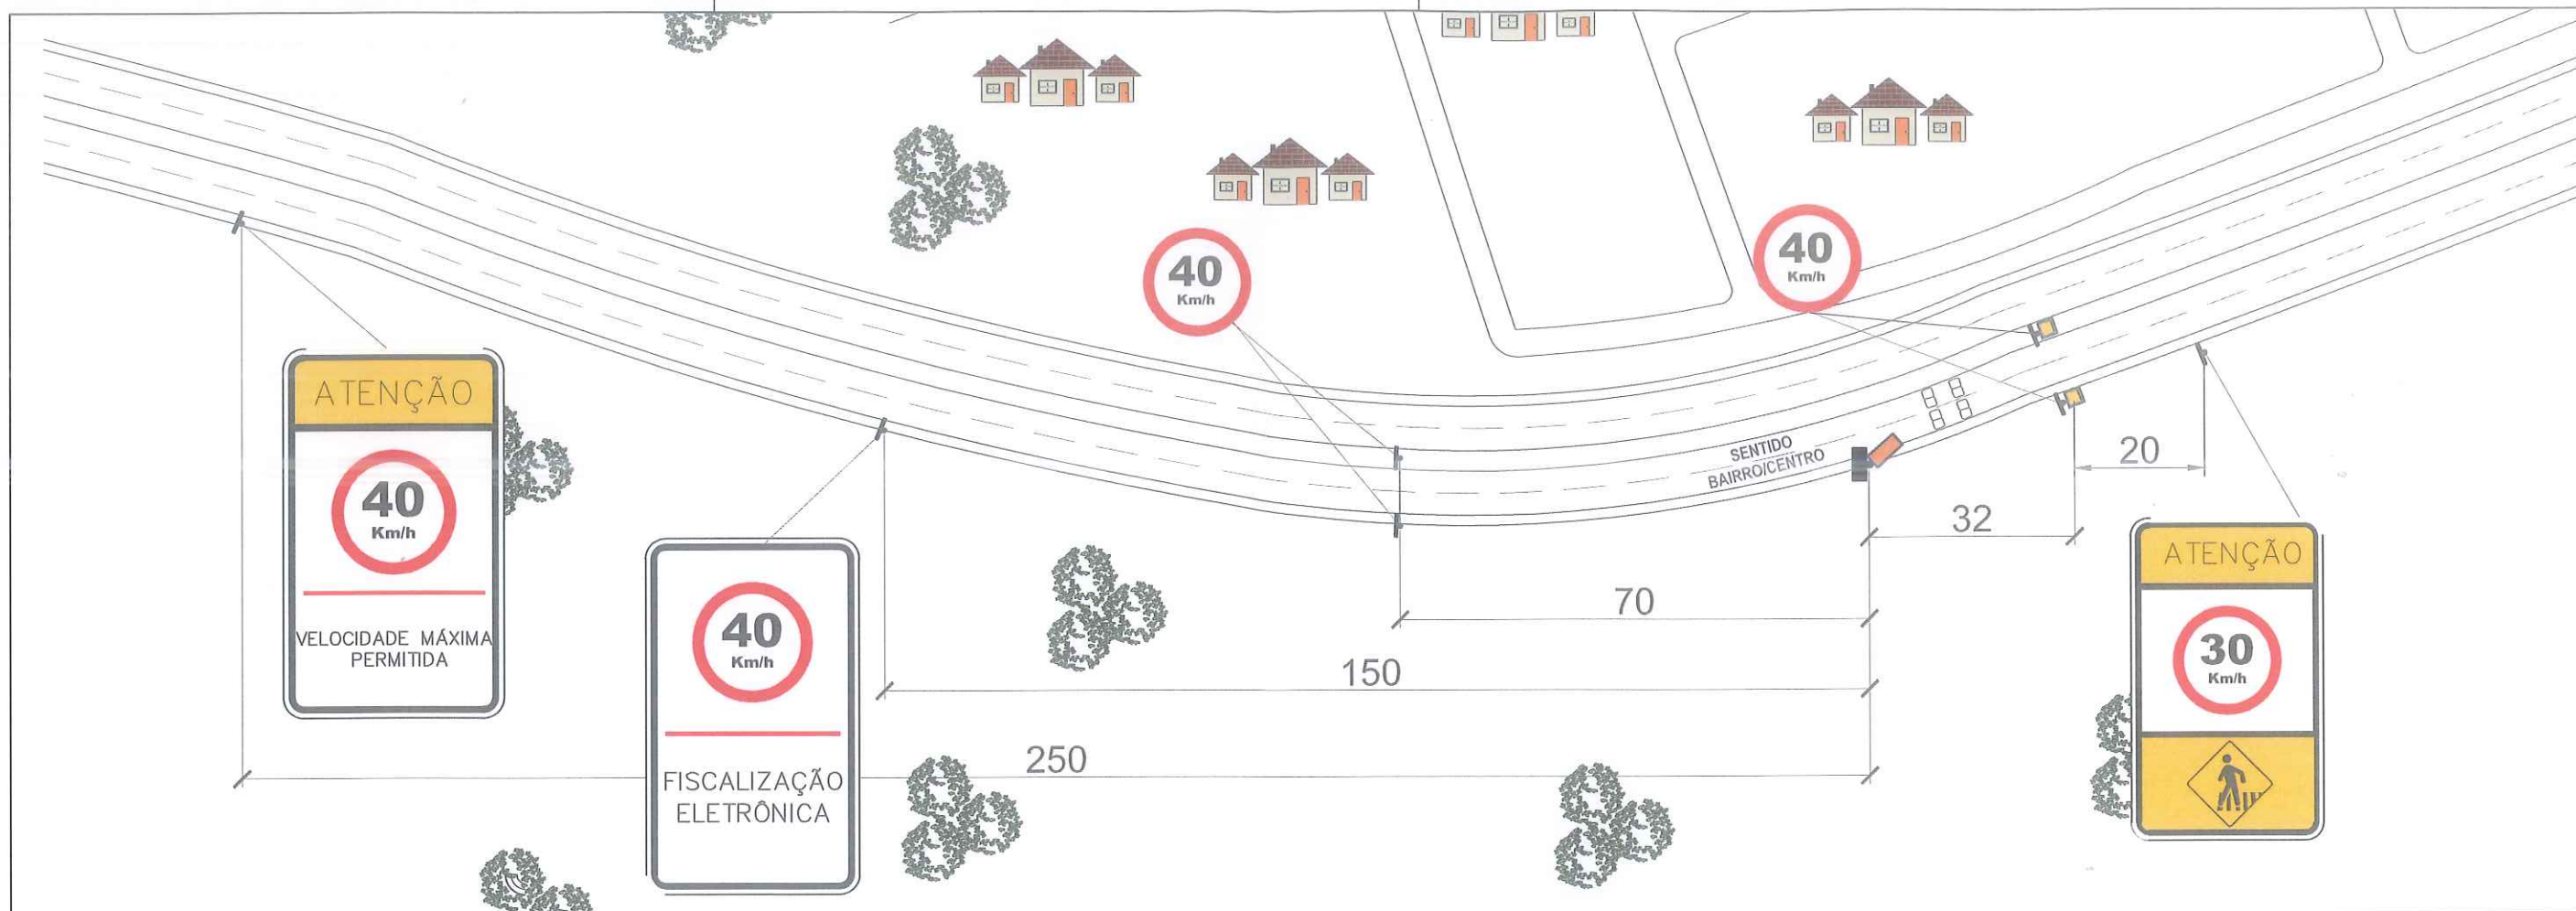 40
Km/h
40
Km/h
ATENÇÃO
40
Km/h
VELOCIDADE MÁXIMA
PERMITIDA
40
Km/h
FISCALIZAÇÃO
ELETRÔNICA
SENTIDO
BAIRRO/CENTRO
20
32
70
150
250
ATENÇÃO
30
Km/h